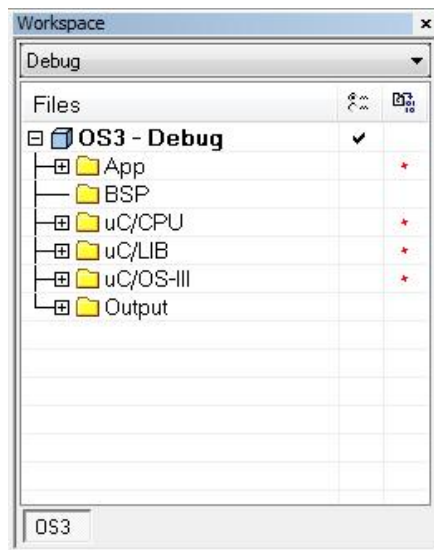 Workspace
Debug
Files
OS3 - Debug
App
BSP
uC/CPU
uC/LIB
uC/OS-III
Output
OS3